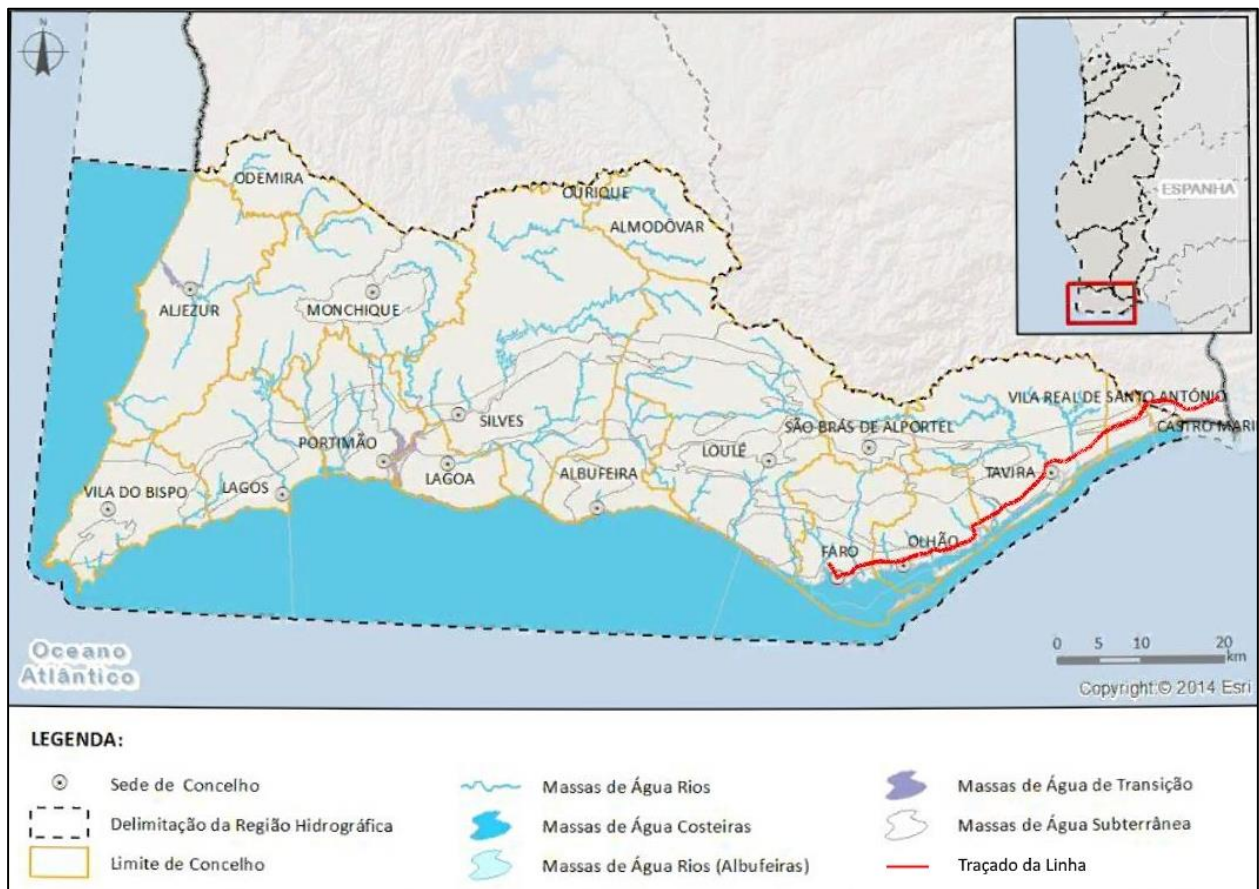 N
ESPANHA
ODEMIRA
OURIQUE
ALMODÔVAR
ALJEZUR
MONCHIQUE
VILA REAL DE SANTO ANTÓNIO
SILVES
SÃO BRÁS DE ALPORTEL
CASTRO MARI
PORTIMÃO
LOULÉ
LAGOA
ALBUFEIRA
TAVIRA
VILA DO BISPO
LAGOS
FARO
OLHÃO
Oceano
Atlântico
0 5 10 20
km
Copyright:© 2014 Esri
LEGENDA:
Sede de Concelho
Massas de Água Rios
Massas de Água de Transição
Delimitação da Região Hidrográfica
Massas de Água Costeiras
Massas de Água Subterrânea
Limite de Concelho
Massas de Água Rios (Albufeiras)
Traçado da Linha